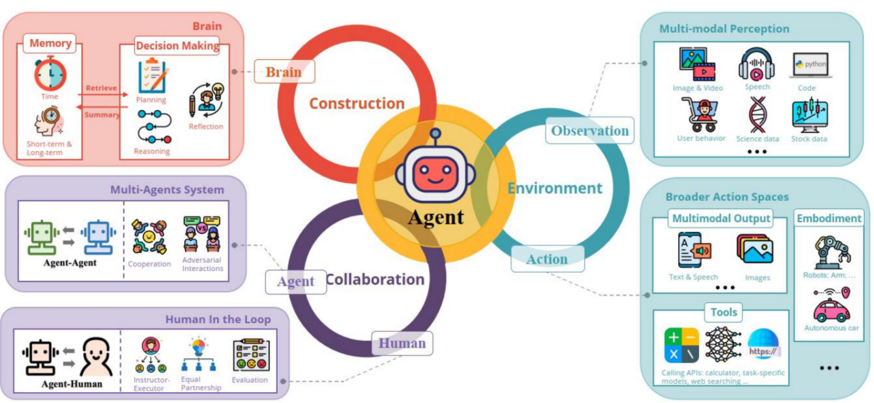 Brain
Memory
Decision Making
Time
Retrieve
Summary
Short-term &
Long-term
Planning
Reasoning
Reflection
Multi-Agents System
Agent-Agent
Cooperation
VS
Adversarial
Interactions
Human In the Loop
Agent-Human
Instructor-
Executor
Equal
Partnership
Evaluation
Brain
Construction
Agent
Environment
Observation
Action
Agent
Collaboration
Human
Multi-modal Perception
Image & Video
Speech
python
Code
User behavior
Science data
Stock data
...
Broader Action Spaces
Multimodal Output
A
Text & Speech
Images
...
Embodiment
Robots: Arm: ...
Autonomous car
...
Tools
https://
Calling APIs: calculator, task-specific
models, web searching ...